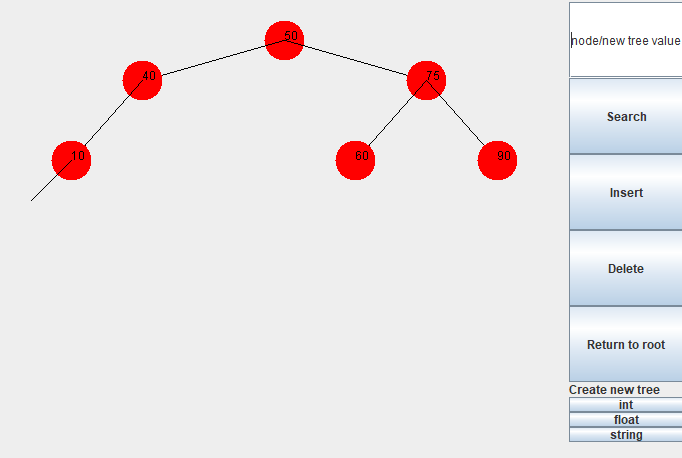 50
40
75
10
60
90
node/new tree value
Search
Insert
Delete
Return to root
Create new tree
int
float
string